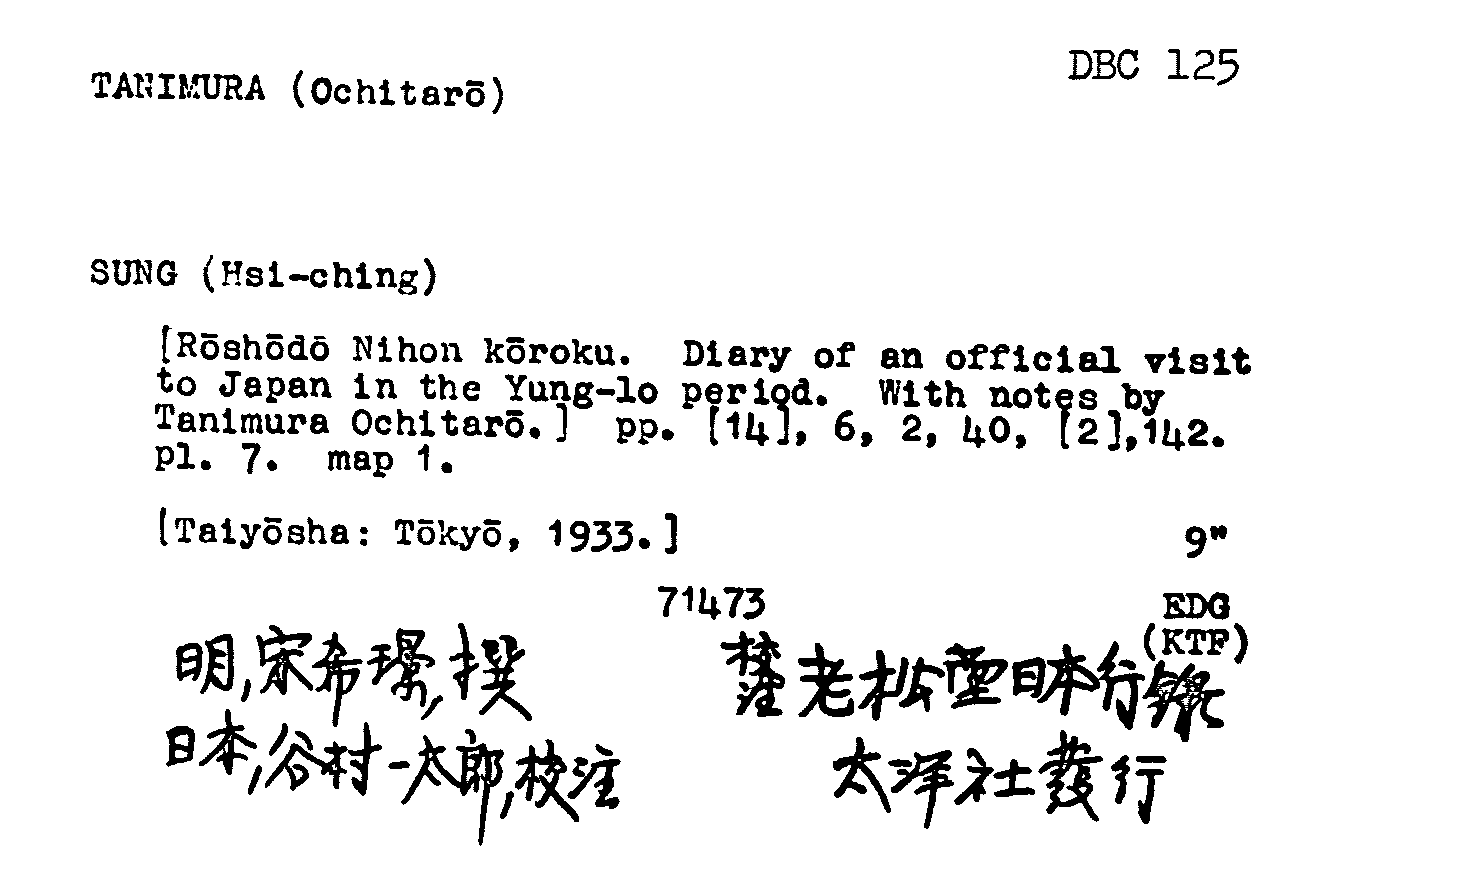 DBC 125
TANIMURA (Ochitarō)
SUNG (Hsi-ching)
[Rōshōdō Nihon kōroku. Diary of an official visit
to Japan in the Yung-lo period. With notes by
Tanimura Ochitarō.] pp. [14], 6, 2, 40, [2],142.
pl. 7. map 1.
[Taiyōsha: Tōkyō, 1933.] 9"
71473 EDG
(KTF)
明,宋希璟,撰
校註 老松堂日本行錄
日本,谷村一太郎,校注
太洋社發行